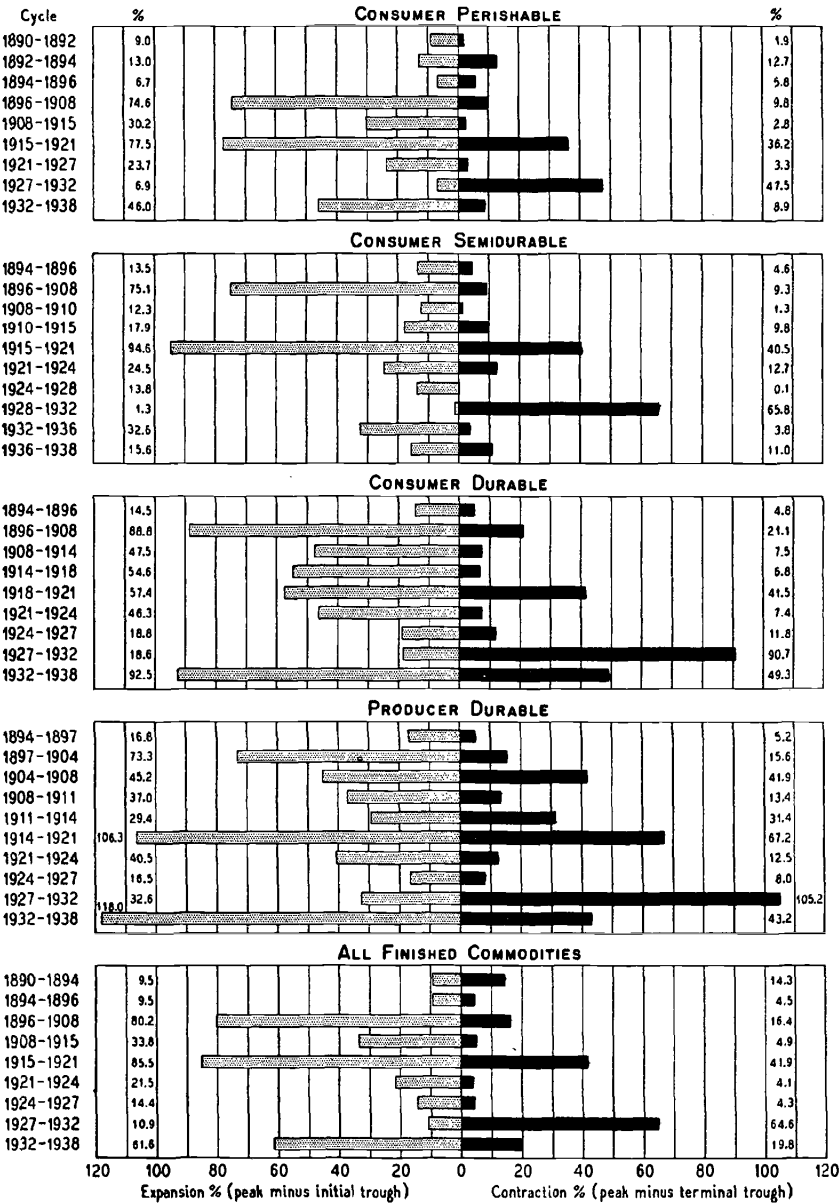 Cycle % CONSUMER PERISHABLE %
1890-1892 9.0 1.9
1892-1894 13.0 12.7
1894-1896 6.7 5.8
1896-1908 74.6 9.8
1908-1915 30.2 2.8
1915-1921 77.5 36.2
1921-1927 23.7 3.3
1927-1932 6.9 47.5
1932-1938 46.0 8.9
CONSUMER SEMIDURABLE
1894-1896 13.5 4.6
1896-1908 75.1 9.3
1908-1910 12.3 1.3
1910-1915 17.9 9.8
1915-1921 94.6 40.5
1921-1924 24.5 12.7
1924-1928 13.8 0.1
1928-1932 1.3 65.8
1932-1936 32.6 3.8
1936-1938 15.6 11.0
CONSUMER DURABLE
1894-1896 14.5 4.8
1896-1908 88.8 21.1
1908-1914 47.5 7.5
1914-1918 54.6 6.8
1918-1921 57.4 41.5
1921-1924 46.3 7.4
1924-1927 18.8 11.8
1927-1932 18.6 90.7
1932-1938 92.5 49.3
PRODUCER DURABLE
1894-1897 16.6 5.2
1897-1904 73.3 15.6
1904-1908 45.2 41.9
1908-1911 37.0 13.4
1911-1914 29.4 31.4
1914-1921 106.3 67.2
1921-1924 40.5 12.5
1924-1927 16.5 8.0
1927-1932 32.6 105.2
1932-1938 118.0 43.2
ALL FINISHED COMMODITIES
1890-1894 9.5 14.3
1894-1896 9.5 4.5
1896-1908 80.2 16.4
1908-1915 33.8 4.9
1915-1921 85.5 41.9
1921-1924 21.5 4.1
1924-1927 14.4 4.3
1927-1932 10.9 64.6
1932-1938 61.6 19.8
120 100 80 60 40 20 0 20 40 60 80 100 120
Expansion % (peak minus initial trough) Contraction % (peak minus terminal trough)